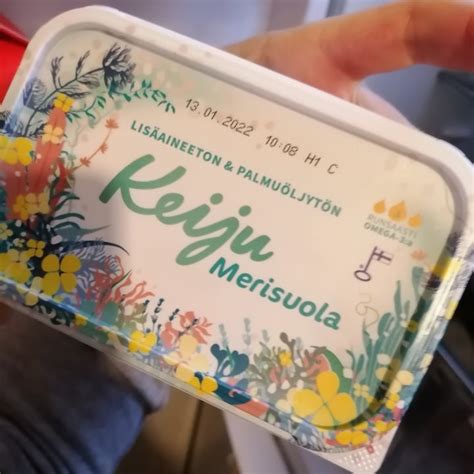 13.01.2022 10:08 H1 C
LISÄAINEETON & PALMUÖLJYTÖN
Keiju
Merisuola
RUNSAASTI
OMEGA-3:a